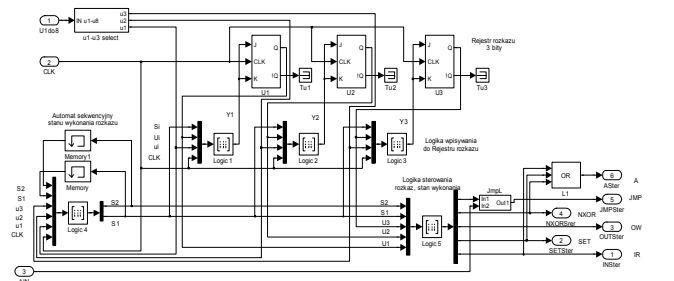 1
U1do8
IN u1-u8
u3
u2
u1
u1-u3 select
2
CLK
J
Q
CLK
K
!Q
U1
Tu1
J
Q
CLK
K
!Q
U2
Tu2
J
Q
CLK
K
!Q
U3
Tu3
Rejestr rozkazu
3 bity
Automat sekwencyjny
stanu wykonania rozkazu
Memory1
Memory
Y1
Y2
Y3
Si
Ui
ui
CLK
Logic 1
Logic 2
Logic 3
Logika wpisywania
do Rejestru rozkazu
S2
S1
u3
u2
u1
CLK
Logic 4
S2
S1
Logika sterowania
rozkaz, stan wykonania
S2
S1
U3
U2
U1
Logic 5
JmpL
In1
In2
Out1
OR
L1
6
ASter
A
5
JMPSter
JMP
4
NXORSrer
NXOR
3
OUTSter
OW
2
SETSter
SET
1
INSter
IR
3